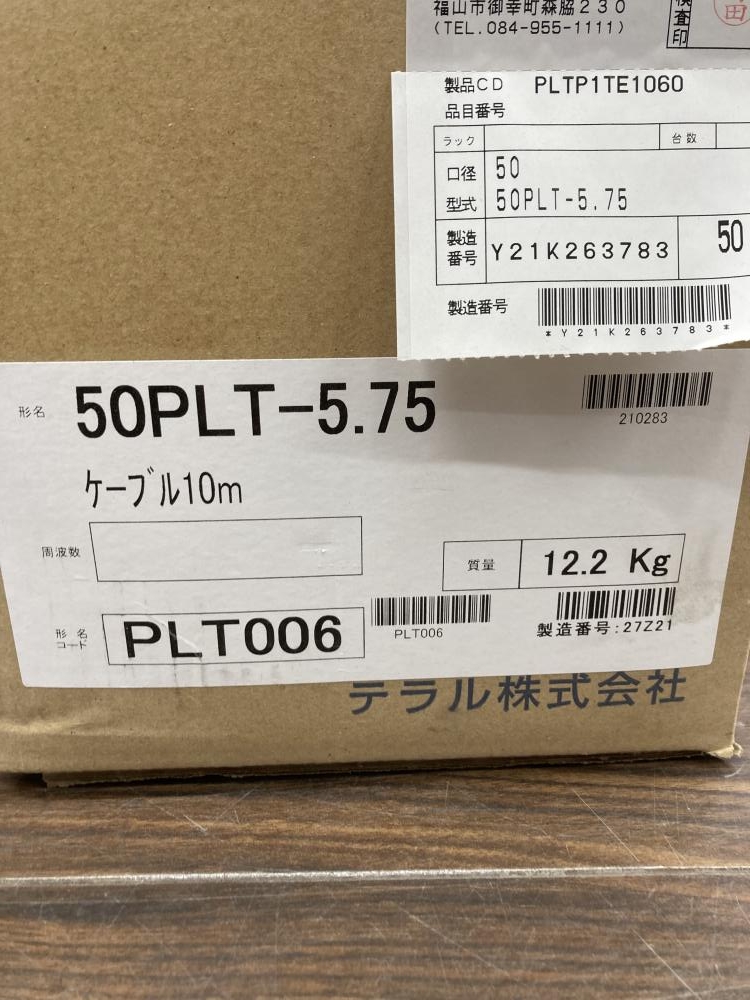 福山市御幸町森脇230
(TEL.084-955-1111)
検査印
田
製品CD PLTP1TE1060
品目番号
ラック 台数
口径 50
型式 50PLT-5.75
製造番号 Y21K263783 50
製造番号
*Y21K263783*
形名 50PLT-5.75
210283
ケーブル10m
周波数
質量 12.2 Kg
形名コード PLT006
PLT006
製造番号:27Z21
テラル株式会社